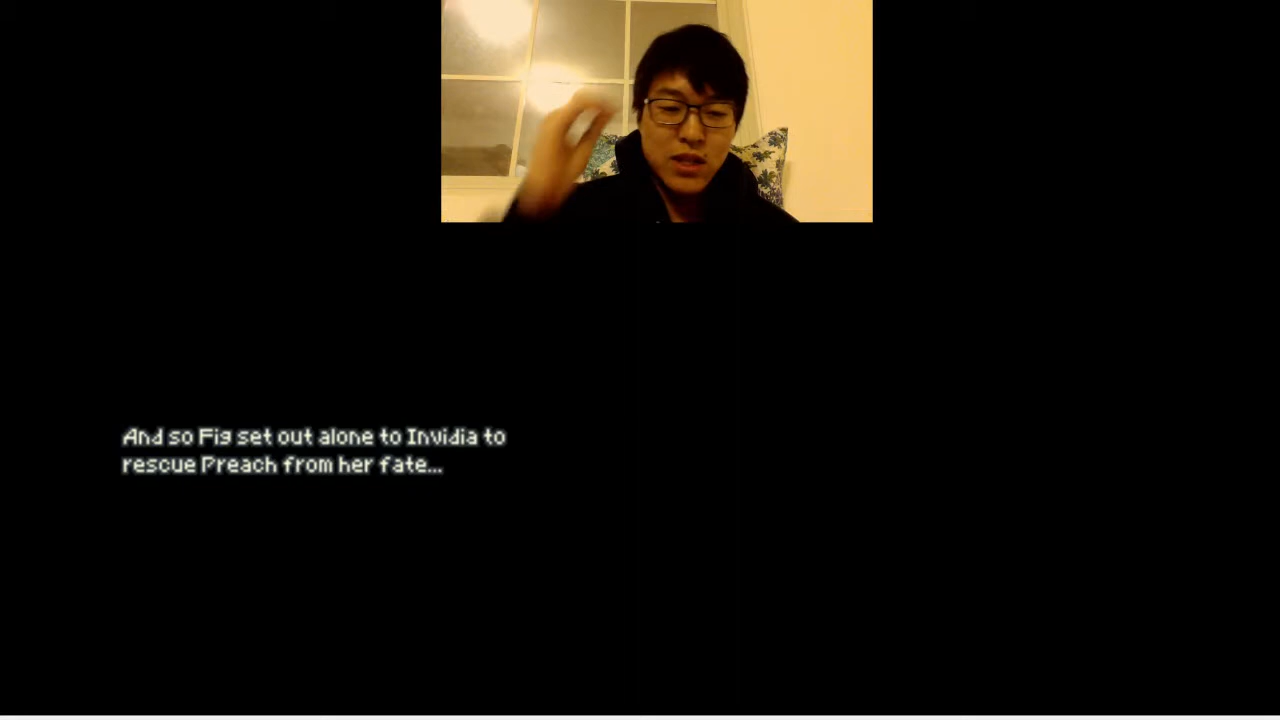 And so Fig set out alone to Invidia to
rescue Preach from her fate...